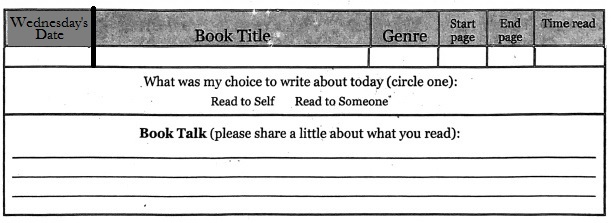 Wednesday's Date Book Title Genre Start page End page Time read
What was my choice to write about today (circle one):
Read to Self Read to Someone
Book Talk (please share a little about what you read):